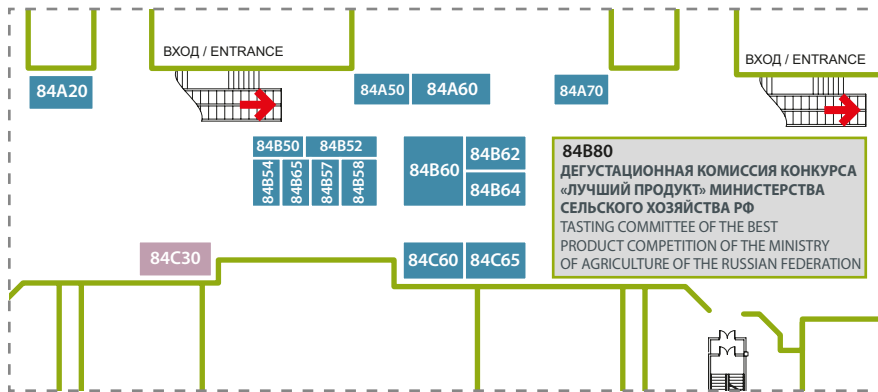 ВХОД / ENTRANCE
ВХОД / ENTRANCE
84A20
84A50
84A60
84A70
84B50
84B52
84B54
84B65
84B57
84B58
84B60
84B62
84B64
84B80
ДЕГУСТАЦИОННАЯ КОМИССИЯ КОНКУРСА
«ЛУЧШИЙ ПРОДУКТ» МИНИСТЕРСТВА
СЕЛЬСКОГО ХОЗЯЙСТВА РФ
TASTING COMMITTEE OF THE BEST
PRODUCT COMPETITION OF THE MINISTRY
OF AGRICULTURE OF THE RUSSIAN FEDERATION
84C30
84C60
84C65